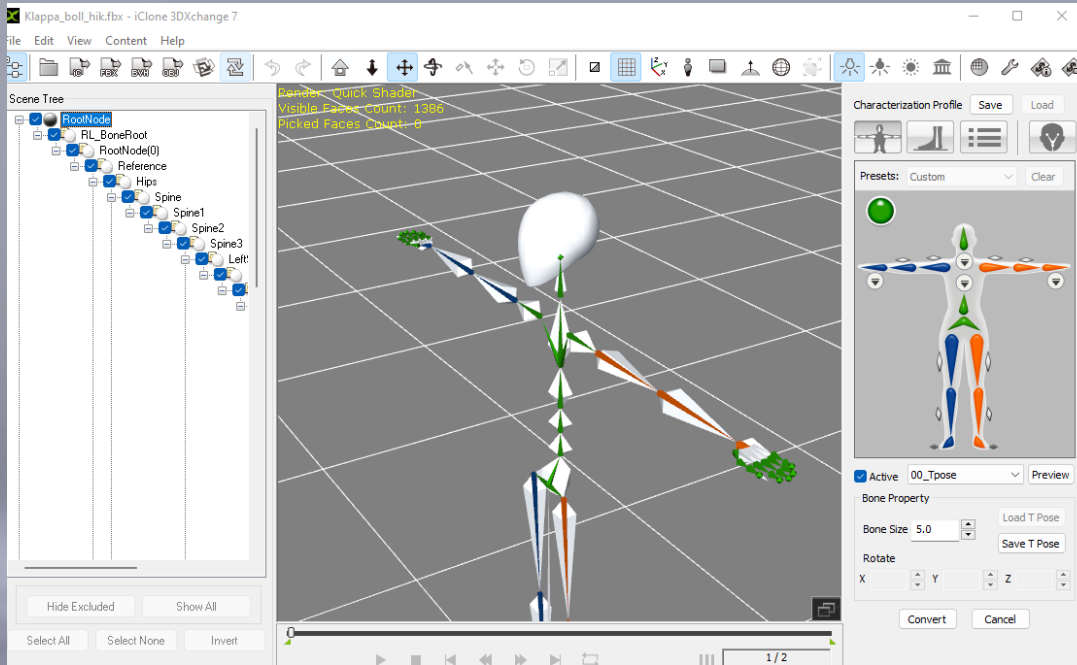 Klappa_boll_hik.fbx - iClone 3DXchange 7
File Edit View Content Help
Scene Tree
RootNode
RL_BoneRoot
RootNode(0)
Reference
Hips
Spine
Spine1
Spine2
Spine3
Left
Hide Excluded Show All
Select All Select None Invert
Render: Quick Shader
Visible Faces Count: 1386
Picked Faces Count: 0
1 / 2
Characterization Profile Save Load
Presets: Custom Clear
Active 00_Tpose Preview
Bone Property
Bone Size 5.0 Load T Pose
Save T Pose
Rotate
X Y Z
Convert Cancel